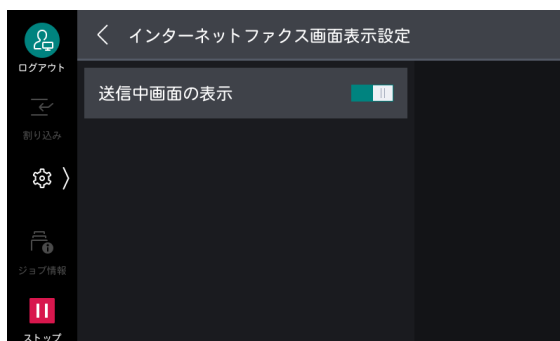 インターネットファクス画面表示設定
ログアウト
送信中画面の表示
割り込み
ジョブ情報
ストップ